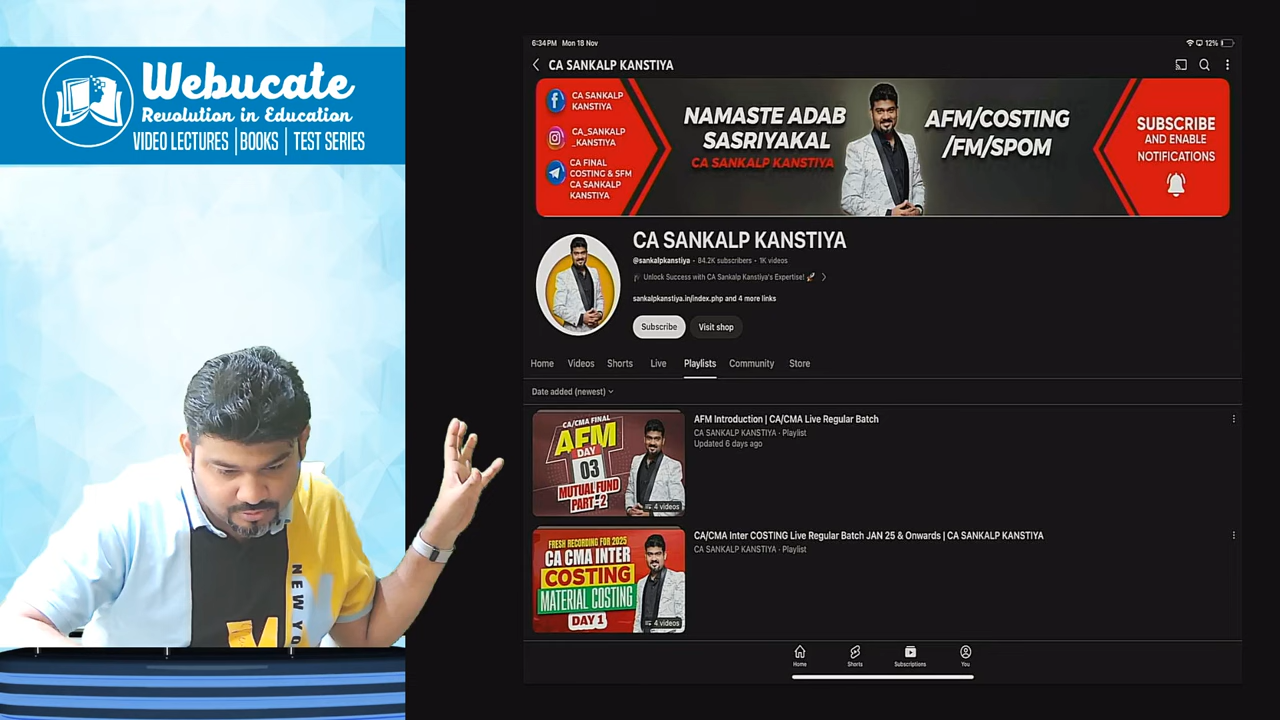 Webucate
Revolution in Education
VIDEO LECTURES | BOOKS | TEST SERIES
NEW YO
6:34 PM Mon 18 Nov
12%
CA SANKALP KANSTIYA
CA SANKALP
KANSTIYA
CA_SANKALP
_KANSTIYA
CA FINAL
COSTING & SFM
CA SANKALP
KANSTIYA
NAMASTE ADAB
SASRIYAKAL
CA SANKALP KANSTIYA
AFM/COSTING
/FM/SPOM
SUBSCRIBE
AND ENABLE
NOTIFICATIONS
CA SANKALP KANSTIYA
@sankalpkanstiya · 84.2K subscribers · 1K videos
Unlock Success with CA Sankalp Kanstiya's Expertise! 🚀
sankalpkanstiya.in/index.php and 4 more links
Subscribe Visit shop
Home Videos Shorts Live Playlists Community Store
Date added (newest)
CA/CMA FINAL
AFM
DAY
03
MUTUAL FUND
PART-2
4 videos
AFM Introduction | CA/CMA Live Regular Batch
CA SANKALP KANSTIYA · Playlist
Updated 6 days ago
FRESH RECORDING FOR 2025
CA CMA INTER
COSTING
MATERIAL COSTING
DAY 1
4 videos
CA/CMA Inter COSTING Live Regular Batch JAN 25 & Onwards | CA SANKALP KANSTIYA
CA SANKALP KANSTIYA · Playlist
Home Shorts Subscriptions You